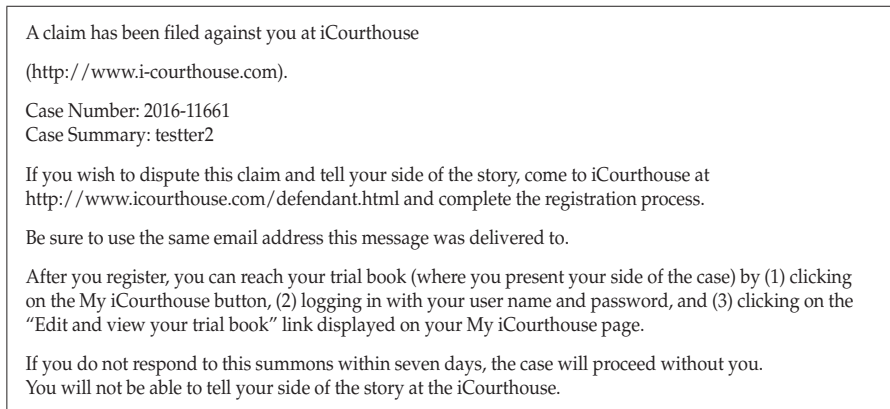 A claim has been filed against you at iCourthouse
(http://www.i-courthouse.com).
Case Number: 2016-11661
Case Summary: testter2
If you wish to dispute this claim and tell your side of the story, come to iCourthouse at
http://www.icourthouse.com/defendant.html and complete the registration process.
Be sure to use the same email address this message was delivered to.
After you register, you can reach your trial book (where you present your side of the case) by (1) clicking
on the My iCourthouse button, (2) logging in with your user name and password, and (3) clicking on the
“Edit and view your trial book” link displayed on your My iCourthouse page.
If you do not respond to this summons within seven days, the case will proceed without you.
You will not be able to tell your side of the story at the iCourthouse.